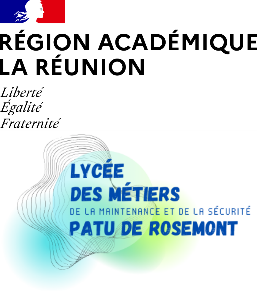 RÉGION ACADÉMIQUE
LA RÉUNION
Liberté
Égalité
Fraternité
LYCÉE
DES MÉTIERS
DE LA MAINTENANCE ET DE LA SÉCURITÉ
PATU DE ROSEMONT